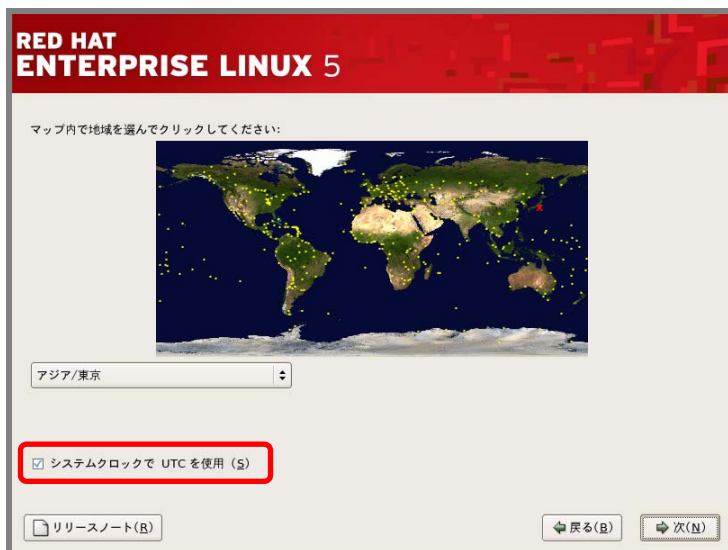 RED HAT
ENTERPRISE LINUX 5
マップ内で地域を選んでクリックしてください:
アジア/東京
システムクロックで UTC を使用 (S)
リリースノート(R)
戻る(B)
次(N)